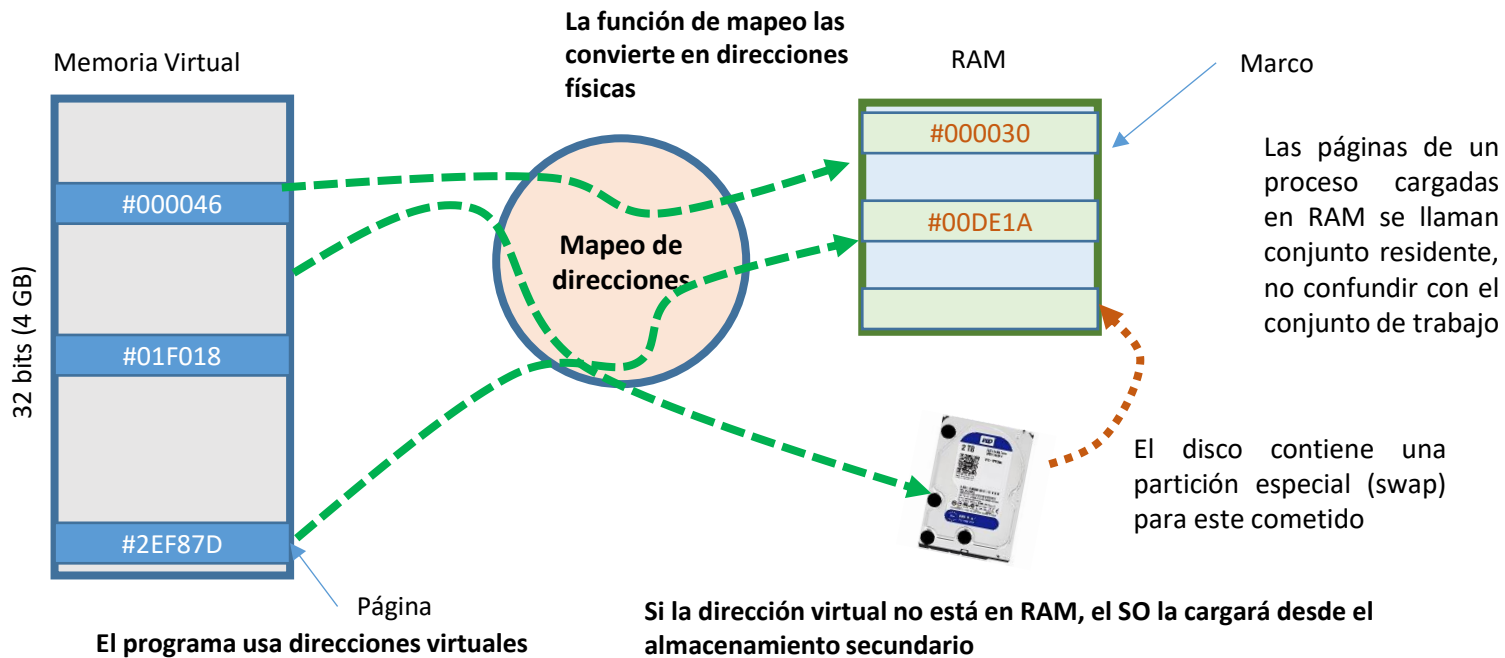 La función de mapeo las
convierte en direcciones
físicas
Memoria Virtual
RAM
Marco
#000046
#01F018
#2EF87D
32 bits (4 GB)
Mapeo de
direcciones
#000030
#00DE1A
Las páginas de un
proceso cargadas
en RAM se llaman
conjunto residente,
no confundir con el
conjunto de trabajo
WD
2 TB
El disco contiene una
partición especial (swap)
para este cometido
Página
El programa usa direcciones virtuales
Si la dirección virtual no está en RAM, el SO la cargará desde el
almacenamiento secundario